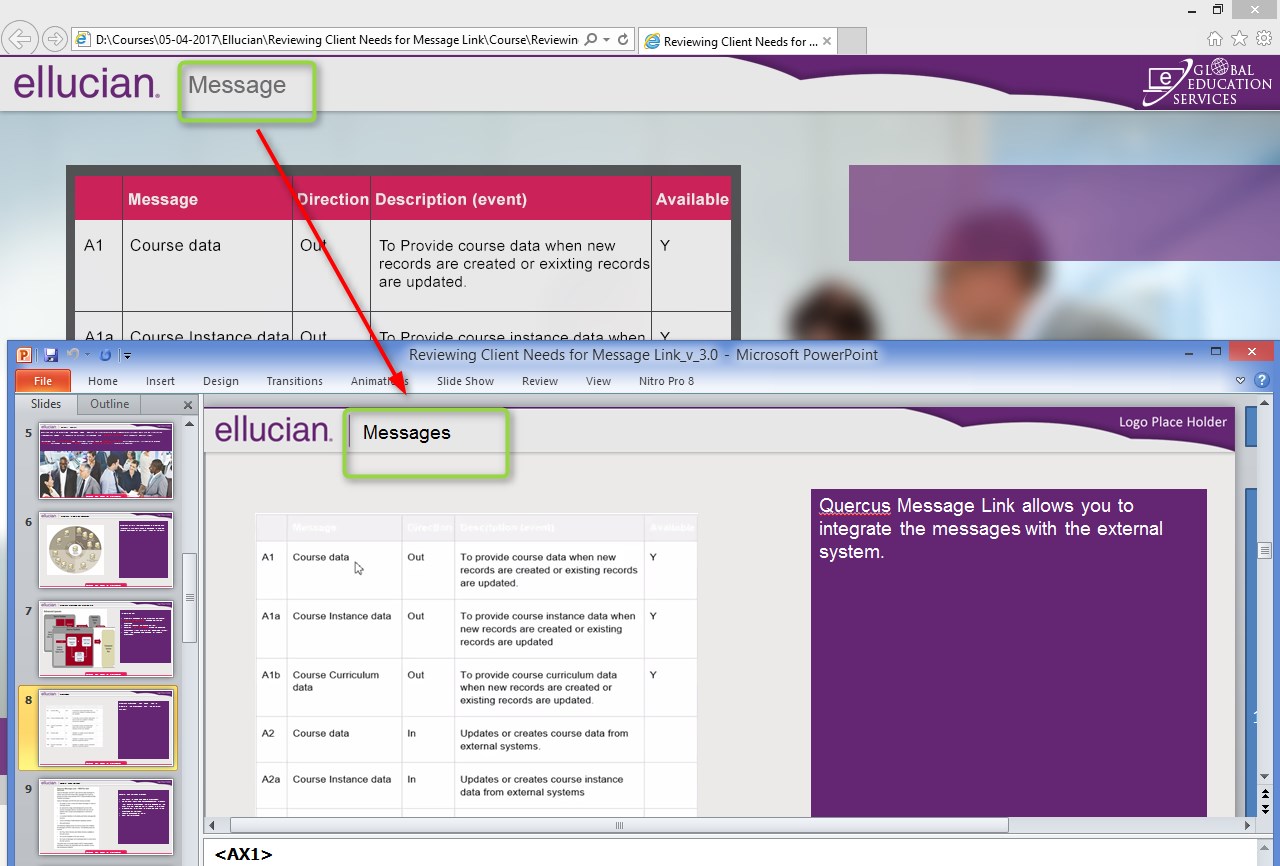 D:\Courses\05-04-2017\Ellucian\Reviewing Client Needs for Message Link\Course\Reviewin
Reviewing Client Needs for ...
ellucian.
Message
GLOBAL
EDUCATION
SERVICES
Message Direction Description (event) Available
A1 Course data Out To Provide course data when new
records are created or exixting records
are updated.
Y
A1a Course Instance data Out To Provide course instance data when Y
Reviewing Client Needs for Message Link_v_3.0 - Microsoft PowerPoint
File Home Insert Design Transitions Animations Slide Show Review View Nitro Pro 8
Slides Outline
5
6
7
8
9
ellucian.
Messages
Logo Place Holder
Message Direction Description (event) Available
A1 Course data Out To provide course data when new
records are created or existing records
are updated.
Y
A1a Course Instance data Out To provide course instance data when
new records are created or existing
records are updated
Y
A1b Course Curriculum
data
Out To provide curriculum data
when new records are created or
existing records are updated.
Y
A2 Course data In Updates or creates course data from
external systems.
A2a Course Instance data In Updates or creates course instance
data from external systems
Quercus Message Link allows you to
integrate the messages with the external
system.
<AX1>